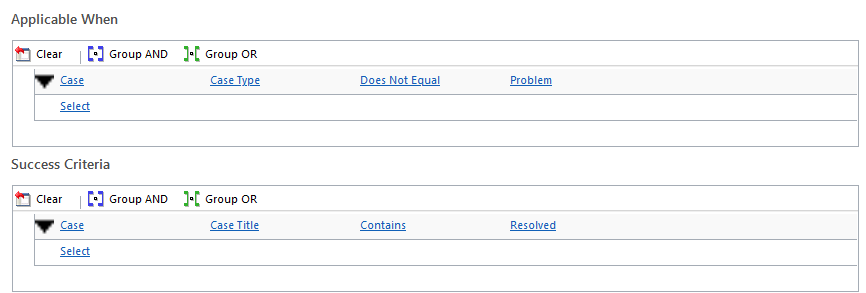 Applicable When
Clear Group AND Group OR
Case Case Type Does Not Equal Problem
Select
Success Criteria
Clear Group AND Group OR
Case Case Title Contains Resolved
Select